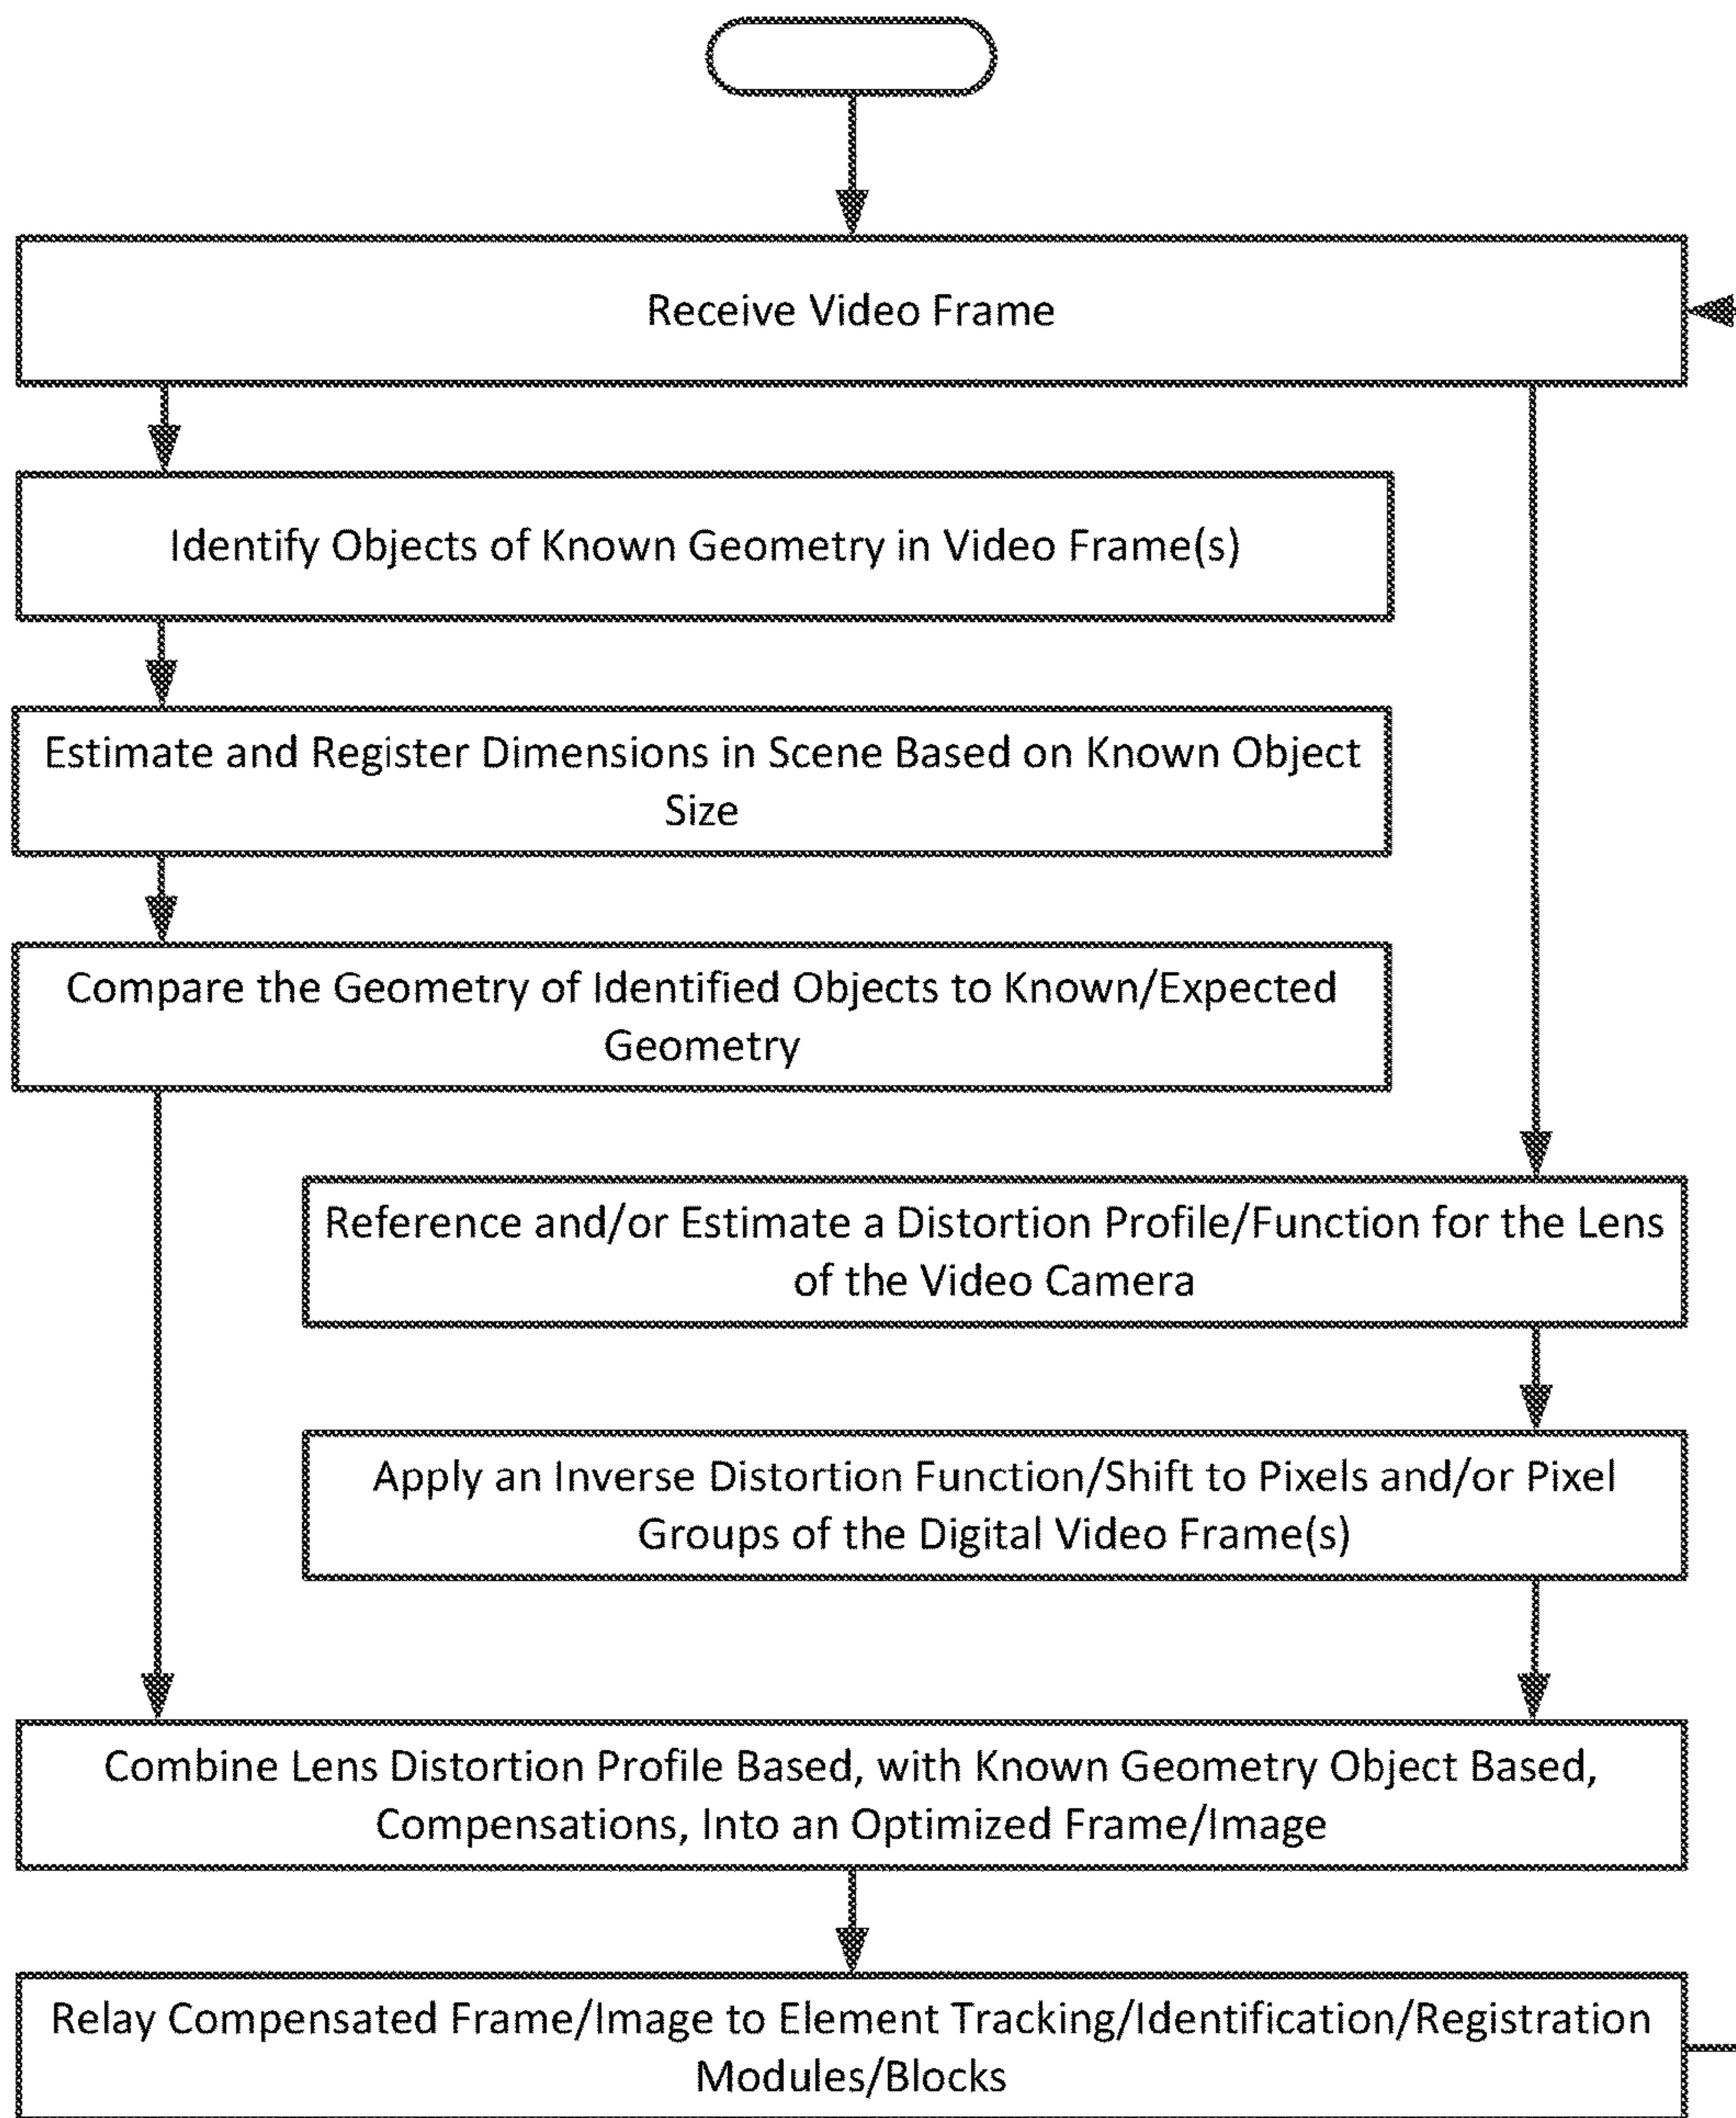 Receive Video Frame
Identify Objects of Known Geometry in Video Frame(s)
Estimate and Register Dimensions in Scene Based on Known Object
Size
Compare the Geometry of Identified Objects to Known/Expected
Geometry
Reference and/or Estimate a Distortion Profile/Function for the Lens
of the Video Camera
Apply an Inverse Distortion Function/Shift to Pixels and/or Pixel
Groups of the Digital Video Frame(s)
Combine Lens Distortion Profile Based, with Known Geometry Object Based,
Compensations, Into an Optimized Frame/Image
Relay Compensated Frame/Image to Element Tracking/Identification/Registration
Modules/Blocks